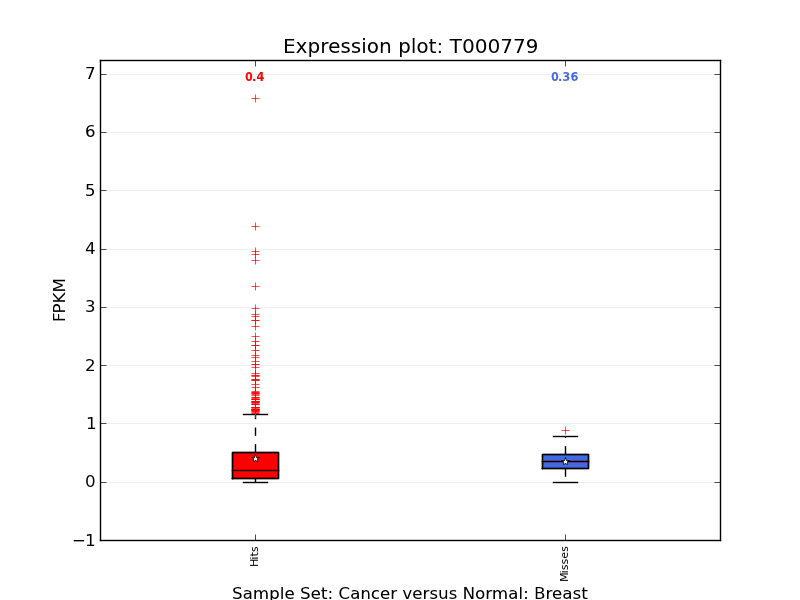 Expression plot: T000779
0.4
0.36
7
6
5
4
3
2
1
0
−1
FPKM
Hits
Misses
Sample Set: Cancer versus Normal: Breast